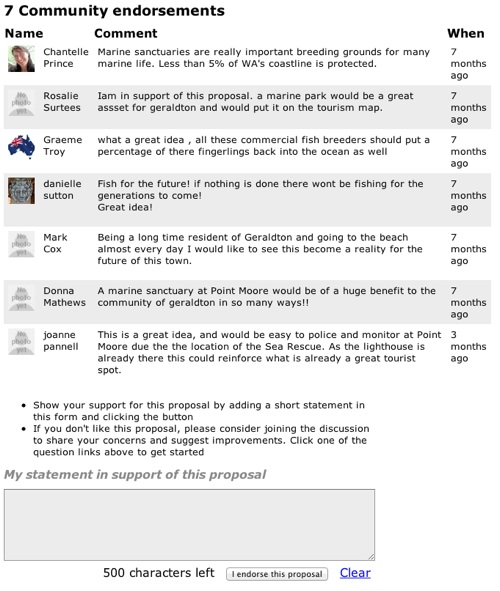 7 Community endorsements
Name Comment When
Chantelle Prince Marine sanctuaries are really important breeding grounds for many 7 months ago
marine life. Less than 5% of WA's coastline is protected.
No photo yet Rosalie Surtees Iam in support of this proposal. a marine park would be a great 7 months ago
assset for geraldton and would put it on the tourism map.
Graeme Troy what a great idea , all these commercial fish breeders should put a 7 months ago
percentage of there fingerlings back into the ocean as well
danielle sutton Fish for the future! if nothing is done there wont be fishing for the 7 months ago
generations to come!
Great idea!
No photo yet Mark Cox Being a long time resident of Geraldton and going to the beach 7 months ago
almost every day I would like to see this become a reality for the
future of this town.
No photo yet Donna Mathews A marine sanctuary at Point Moore would be of a huge benefit to the 7 months ago
community of geraldton in so many ways!!
No photo yet joanne pannell This is a great idea, and would be easy to police and monitor at Point 3 months ago
Moore due the the location of the Sea Rescue. As the lighthouse is
already there this could reinforce what is already a great tourist
spot.
• Show your support for this proposal by adding a short statement in
this form and clicking the button
• If you don't like this proposal, please consider joining the discussion
to share your concerns and suggest improvements. Click one of the
question links above to get started
My statement in support of this proposal
500 characters left I endorse this proposal Clear